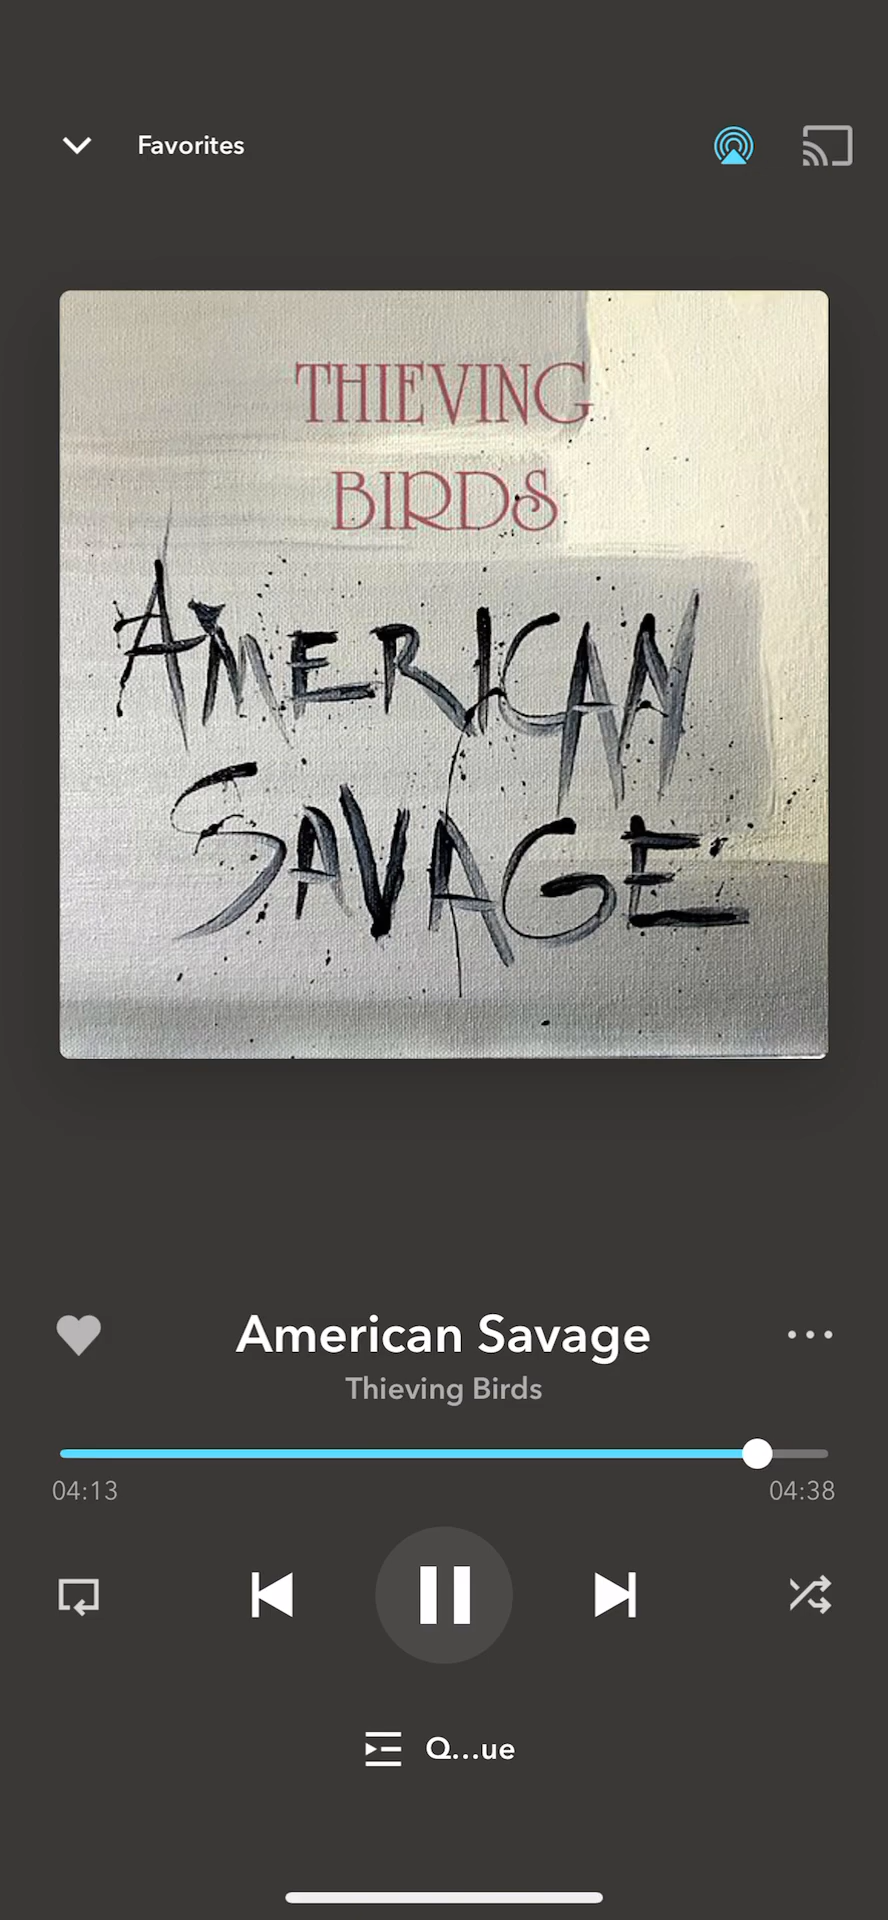 Favorites
THIEVING
BIRDS
AMERICAN
SAVAGE
American Savage
Thieving Birds
04:13
04:38
Q...ue